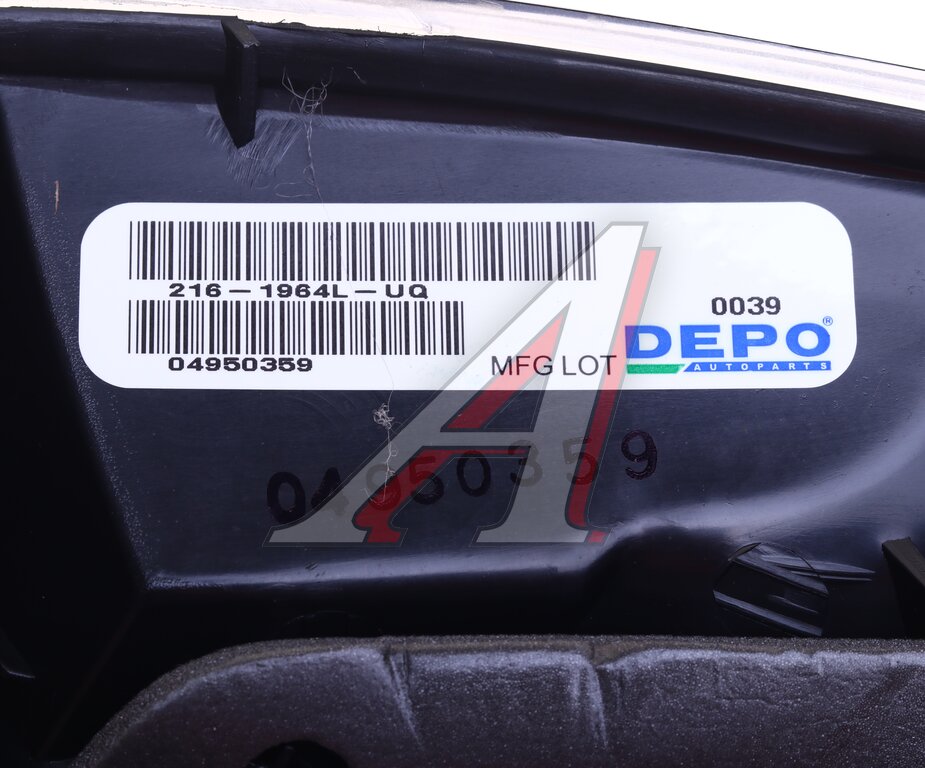 216-1964L-UQ
0039
04950359
MFG LOT
DEPO®
AUTOPARTS
04950359